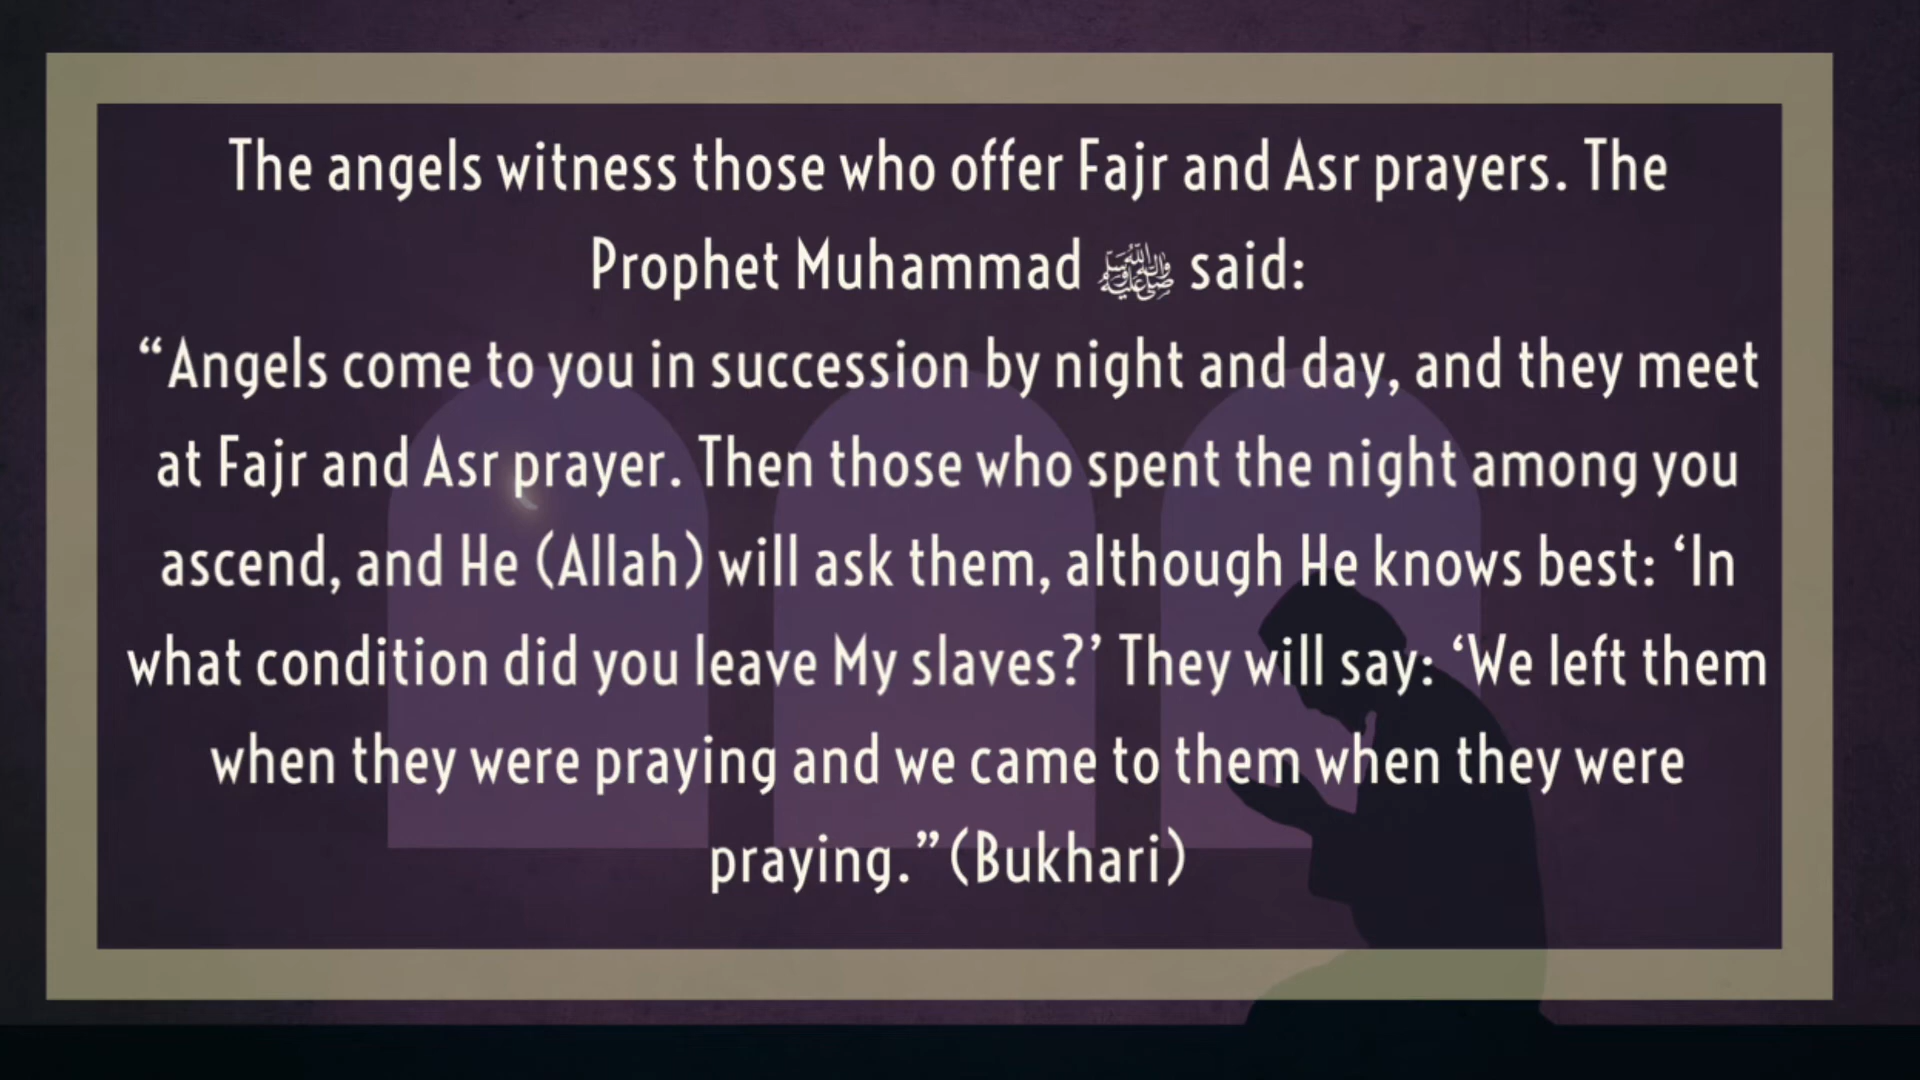 The angels witness those who offer Fajr and Asr prayers. The
Prophet Muhammad ﷺ said:
“Angels come to you in succession by night and day, and they meet
at Fajr and Asr prayer. Then those who spent the night among you
ascend, and He (Allah) will ask them, although He knows best: ‘In
what condition did you leave My slaves?’ They will say: ‘We left them
when they were praying and we came to them when they were
praying.”(Bukhari)